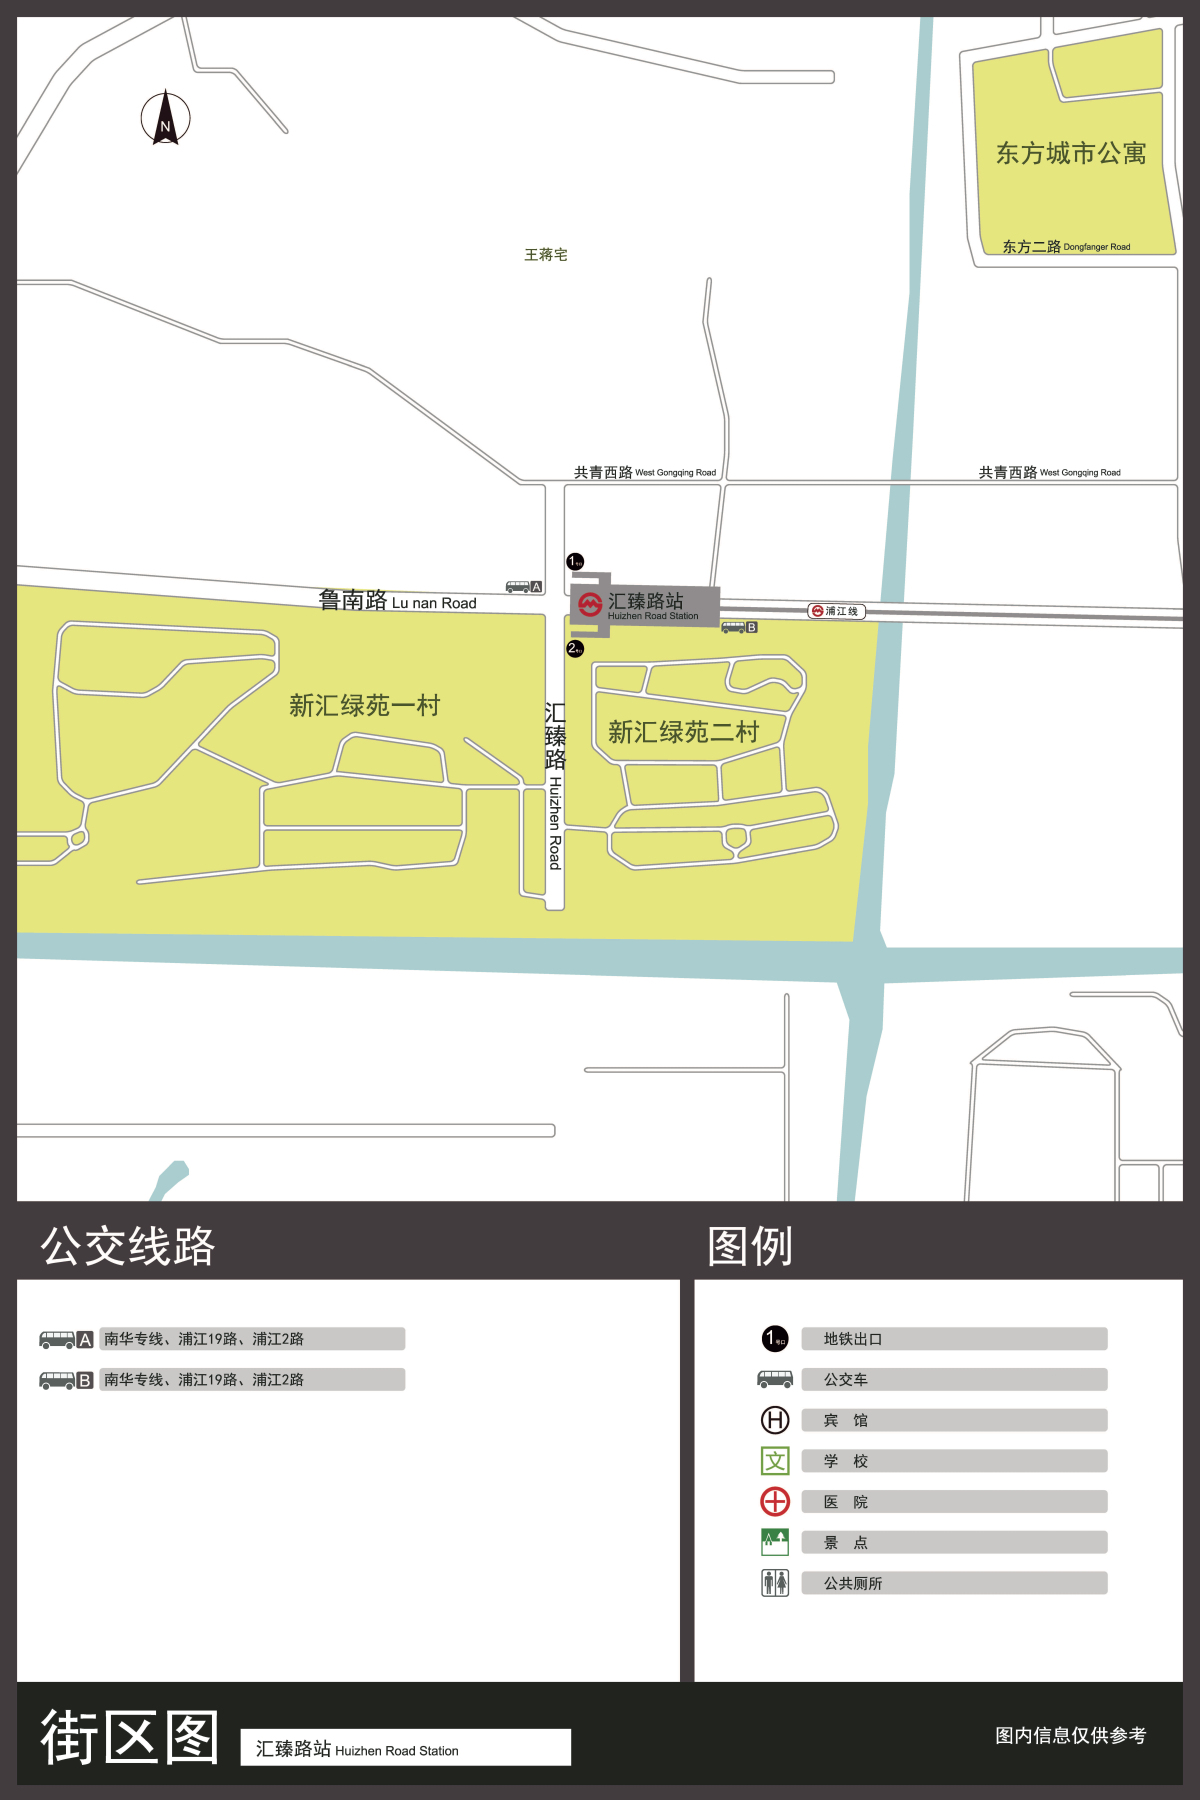 N
东方城市公寓
东方二路 Dongfanger Road
王蒋宅
共青西路 West Gongqing Road
共青西路 West Gongqing Road
1号口
A
鲁南路 Lu nan Road
汇臻路站
Huizhen Road Station
浦江线
B
2号口
新汇绿苑一村
汇臻路 Huizhen Road
新汇绿苑二村
公交线路
A 南华专线、浦江19路、浦江2路
B 南华专线、浦江19路、浦江2路
图例
1号口 地铁出口
公交车
H 宾 馆
文 学 校
医 院
景 点
公共厕所
街区图
汇臻路站 Huizhen Road Station
图内信息仅供参考